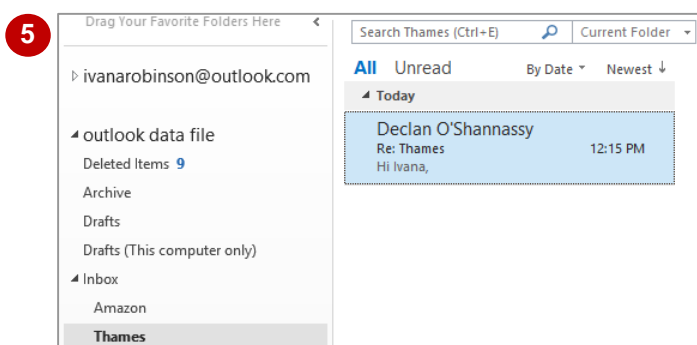 5
Drag Your Favorite Folders Here
ivanarobinson@outlook.com
outlook data file
Deleted Items 9
Archive
Drafts
Drafts (This computer only)
Inbox
Amazon
Thames
Search Thames (Ctrl+E) Current Folder
All Unread By Date Newest ↓
Today
Declan O'Shannassy
Re: Thames 12:15 PM
Hi Ivana,